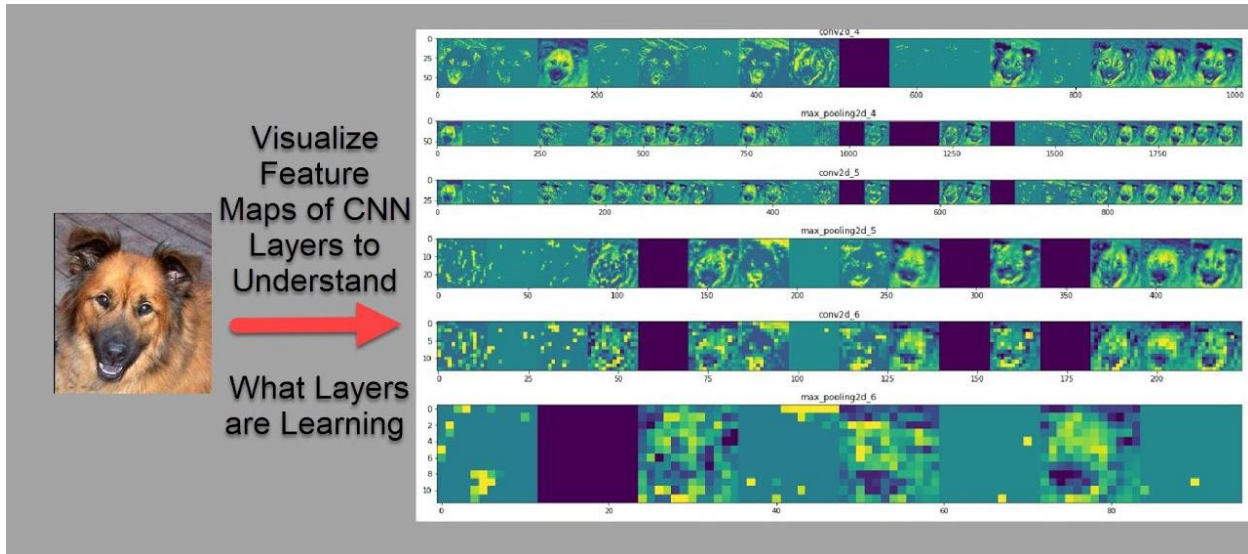 Visualize
Feature
Maps of CNN
Layers to
Understand
What Layers
are Learning
conv2d_4
0
25
50
0 200 400 600 800 1000
max_pooling2d_4
0
50
0 250 500 750 1000 1250 1500 1750
conv2d_5
0
25
0 200 400 600 800
max_pooling2d_5
0
10
20
0 50 100 150 200 250 300 350 400
conv2d_6
0
5
10
0 25 50 75 100 125 150 175 200
max_pooling2d_6
0
2
4
6
8
10
0 20 40 60 80